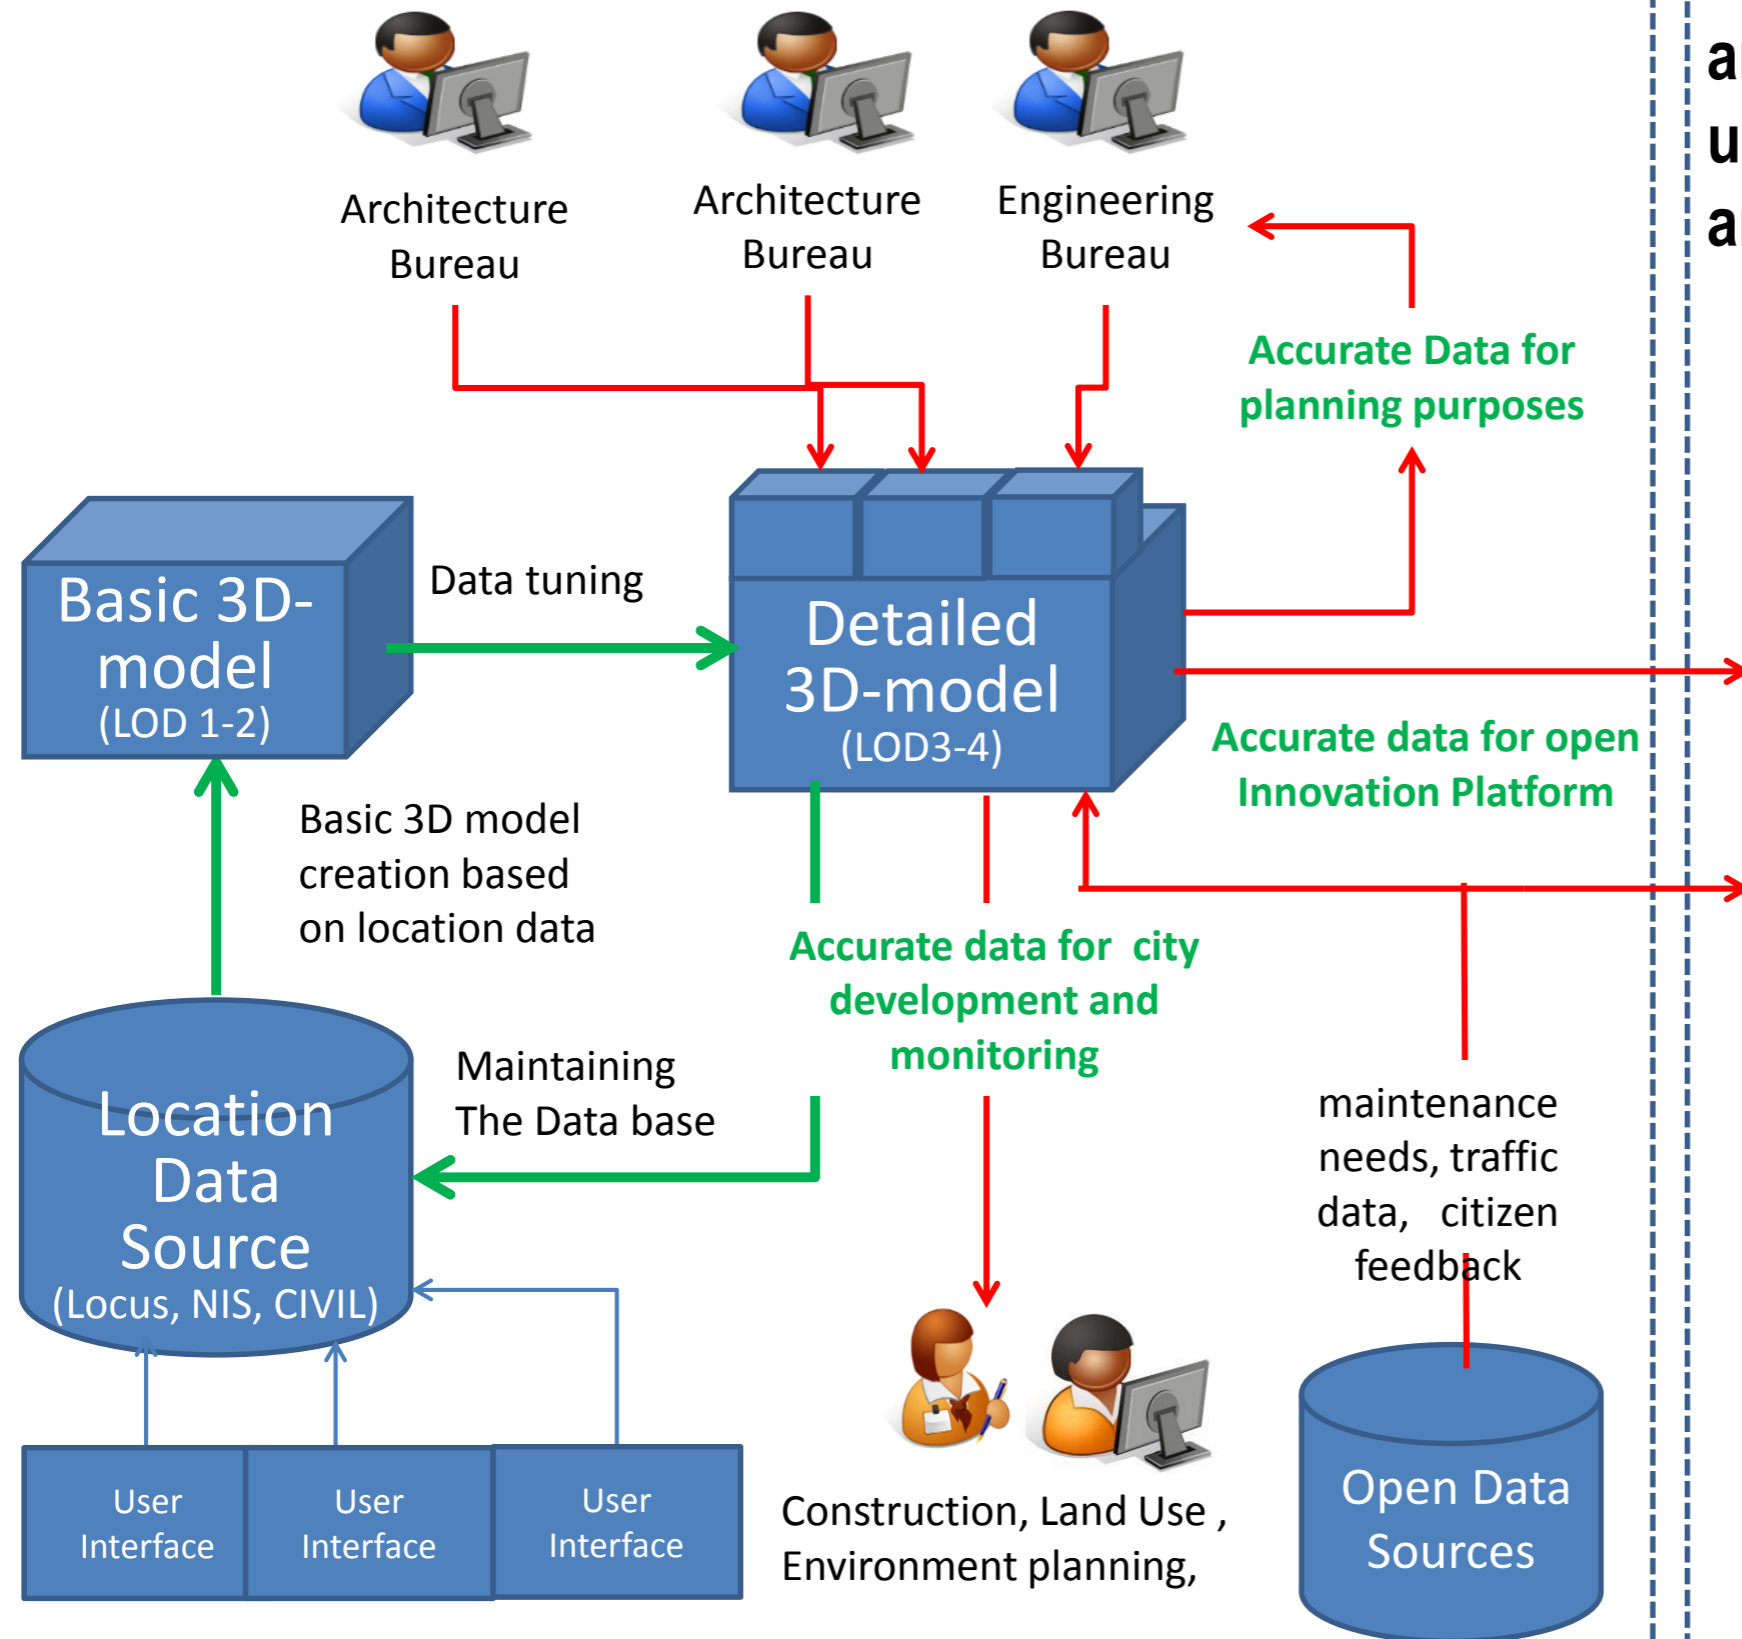 Architecture
Bureau
Architecture
Bureau
Engineering
Bureau
Accurate Data for
planning purposes
Basic 3D-
model
(LOD 1-2)
Data tuning
Detailed
3D-model
(LOD3-4)
Accurate data for open
Innovation Platform
Basic 3D model
creation based
on location data
Accurate data for city
development and
monitoring
Maintaining
The Data base
Location
Data
Source
(Locus, NIS, CIVIL)
maintenance
needs, traffic
data, citizen
feedback
User
Interface
User
Interface
User
Interface
Construction, Land Use ,
Environment planning,
Open Data
Sources